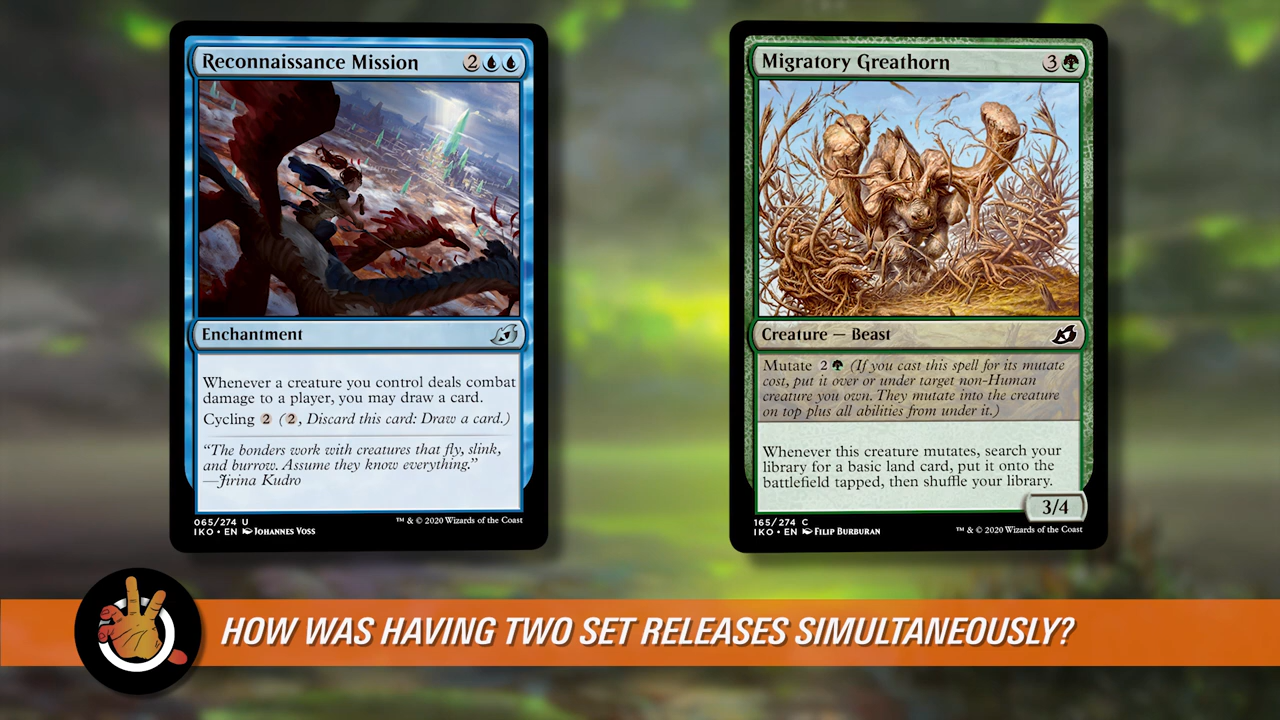 Reconnaissance Mission 2
Enchantment
Whenever a creature you control deals combat
damage to a player, you may draw a card.
Cycling 2 (2, Discard this card: Draw a card.)
“The bonders work with creatures that fly, slink,
and burrow. Assume they know everything.”
—Jirina Kudro
065/274 U
IKO • EN Johannes Voss
™ & © 2020 Wizards of the Coast
Migratory Greathorn 3
Creature — Beast
Mutate 2 (If you cast this spell for its mutate
cost, put it over or under target non-Human
creature you own. They mutate into the creature
on top plus all abilities from under it.)
Whenever this creature mutates, search your
library for a basic land card, put it onto the
battlefield tapped, then shuffle your library.
3/4
165/274 C
IKO • EN Filip Burburan
™ & © 2020 Wizards of the Coast
HOW WAS HAVING TWO SET RELEASES SIMULTANEOUSLY?